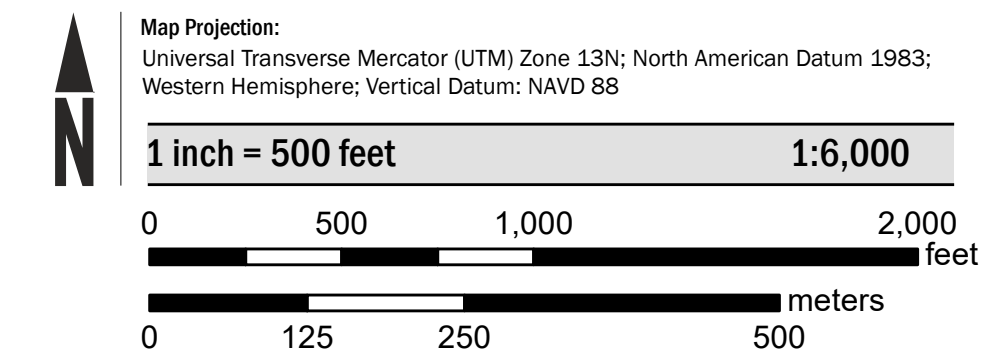 N
Map Projection:
Universal Transverse Mercator (UTM) Zone 13N; North American Datum 1983;
Western Hemisphere; Vertical Datum: NAVD 88
1 inch = 500 feet 1:6,000
0 500 1,000 2,000
feet
meters
0 125 250 500